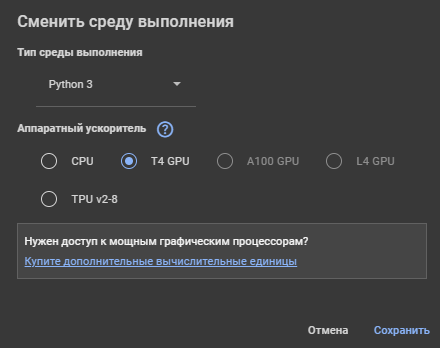 Сменить среду выполнения
Тип среды выполнения
Python 3
Аппаратный ускоритель ?
CPU T4 GPU A100 GPU L4 GPU
TPU v2-8
Нужен доступ к мощным графическим процессорам?
Купите дополнительные вычислительные единицы
Отмена Сохранить